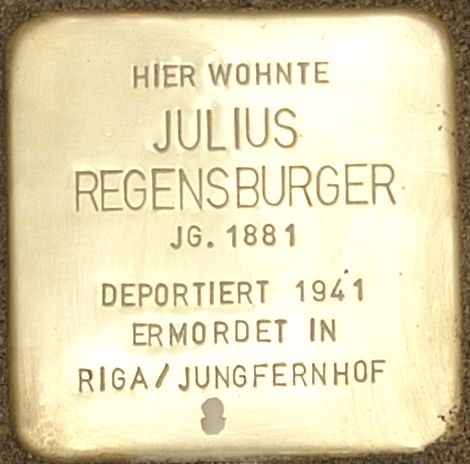 HIER WOHNTE
JULIUS
REGENSBURGER
JG. 1881
DEPORTIERT 1941
ERMORDET IN
RIGA/JUNGFERNHOF